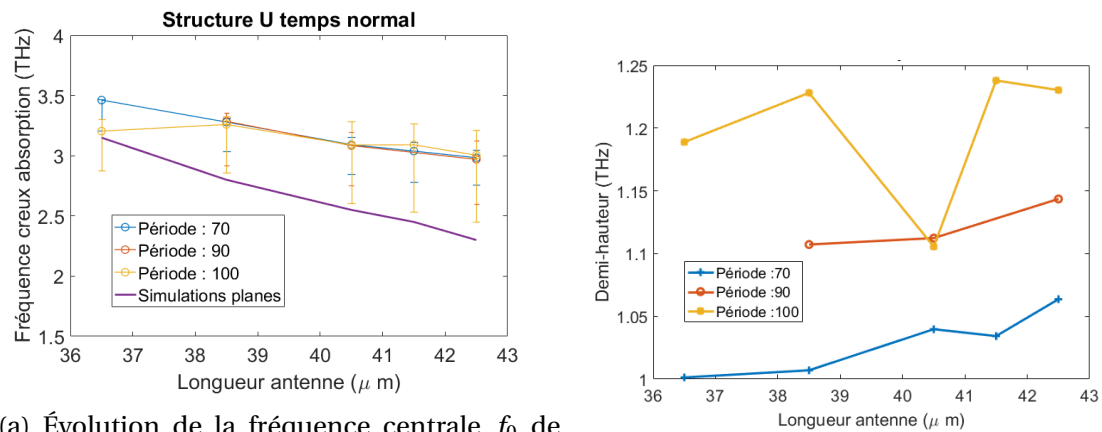 Structure U temps normal
Fréquence creux absorption (THz)
4
3.5
3
2.5
2
1.5
Période : 70
Période : 90
Période : 100
Simulations planes
36 37 38 39 40 41 42 43
Longueur antenne (μ m)
(a) Évolution de la fréquence centrale f₀ de
Demi-hauteur (THz)
1.25
1.2
1.15
1.1
1.05
1
Période :70
Période :90
Période :100
36 37 38 39 40 41 42 43
Longueur antenne (μ m)